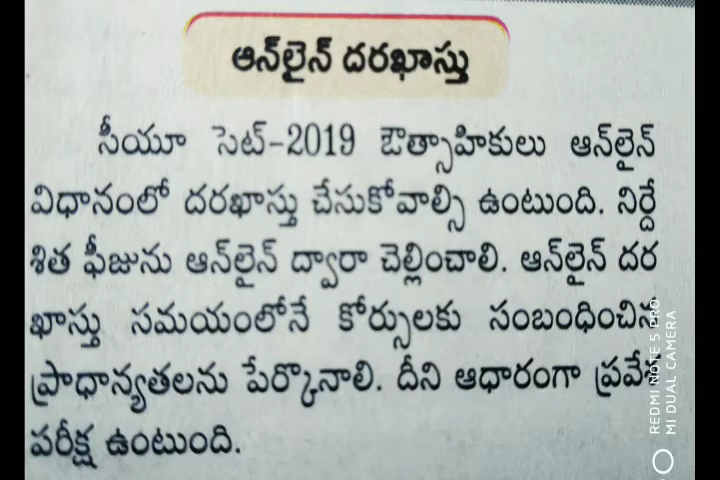 ఆన్‌లైన్ దరఖాస్తు
సీయూ సెట్-2019 ఔత్సాహికులు ఆన్‌లైన్
విధానంలో దరఖాస్తు చేసుకోవాల్సి ఉంటుంది. నిర్దే
శిత ఫీజును ఆన్‌లైన్ ద్వారా చెల్లించాలి. ఆన్‌లైన్ దర
ఖాస్తు సమయంలోనే కోర్సులకు సంబంధించిన
ప్రాధాన్యతలను పేర్కొనాలి. దీని ఆధారంగా ప్రవేశ
పరీక్ష ఉంటుంది.
REDMI NOTE 5 PRO
MI DUAL CAMERA